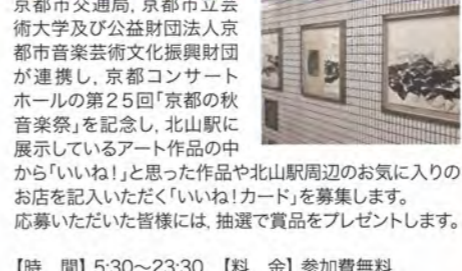 京都市交通局，京都市立芸
術大学及び公益財団法人京
都市音楽芸術文化振興財団
が連携し，京都コンサート
ホールの第２５回「京都の秋
音楽祭」を記念し，北山駅に
展示しているアート作品の中
から「いいね！」と思った作品や北山駅周辺のお気に入りの
お店を記入いただく「いいね！カード」を募集します。
応募いただいた皆様には，抽選で賞品をプレゼントします。
【時　間】5:30～23:30　【料　金】参加費無料